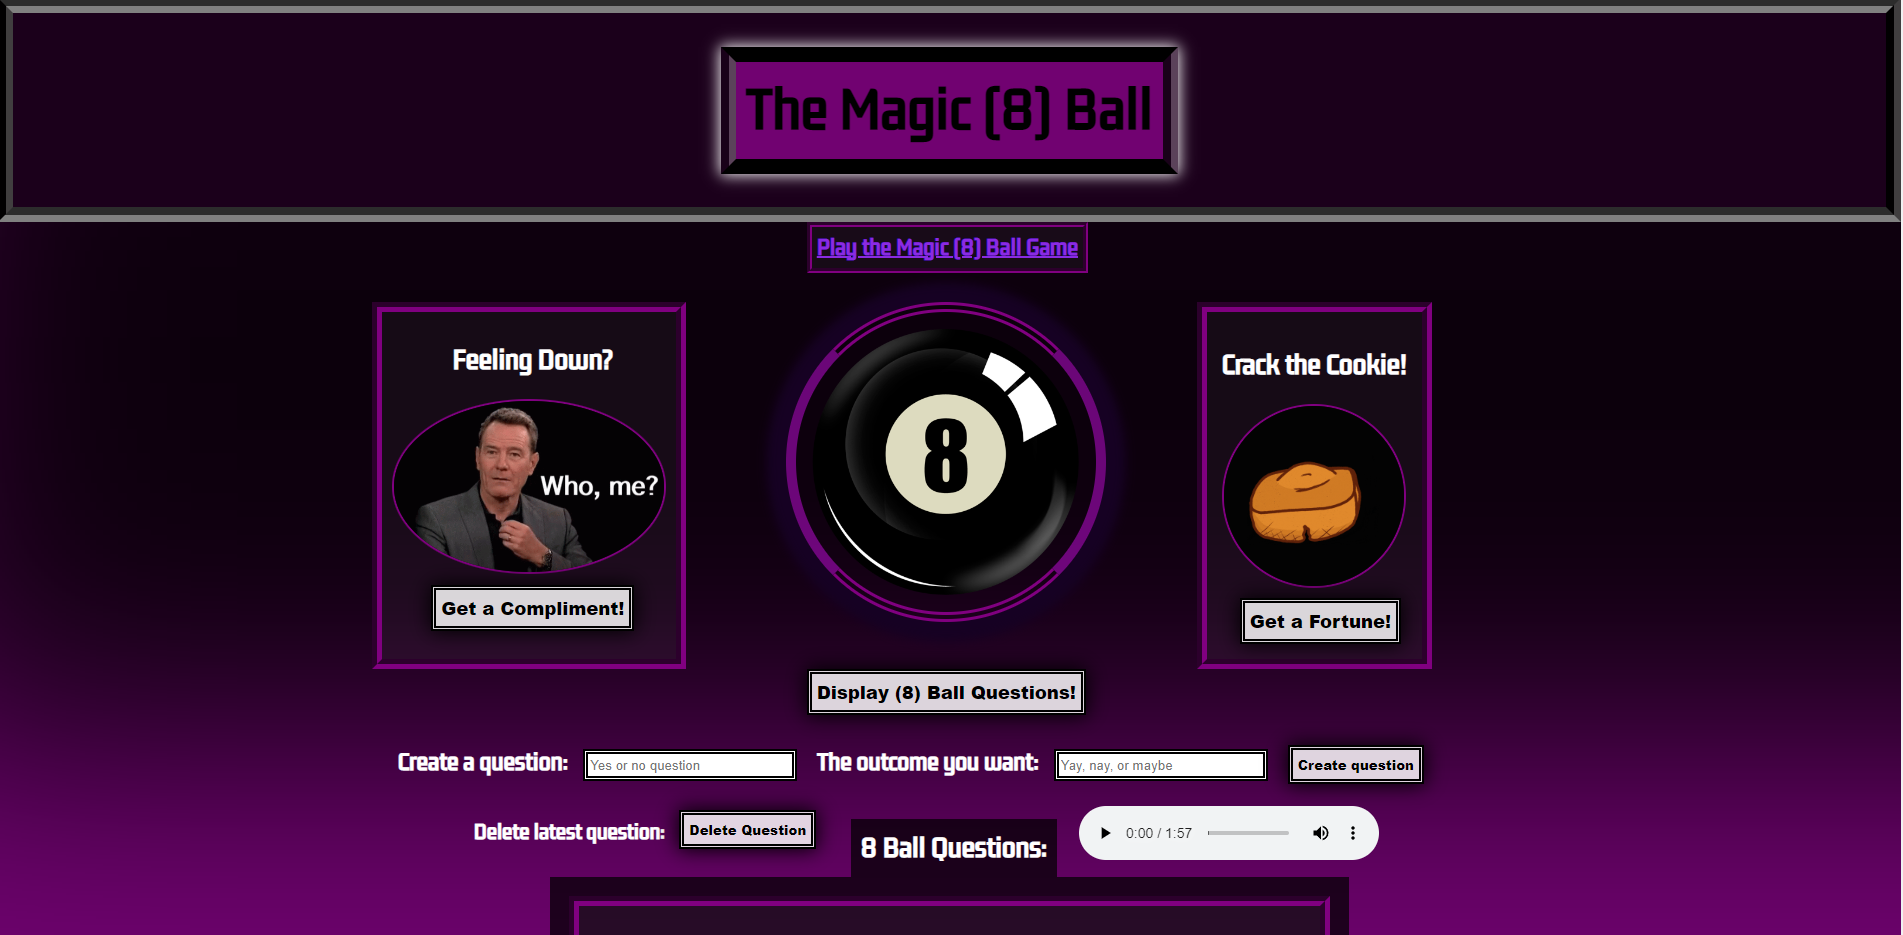 The Magic (8) Ball
Play the Magic (8) Ball Game
Feeling Down?
Who, me?
Get a Compliment!
8
Crack the Cookie!
Get a Fortune!
Display (8) Ball Questions!
Create a question: Yes or no question The outcome you want: Yay, nay, or maybe Create question
Delete latest question: Delete Question
8 Ball Questions:
0:00 / 1:57